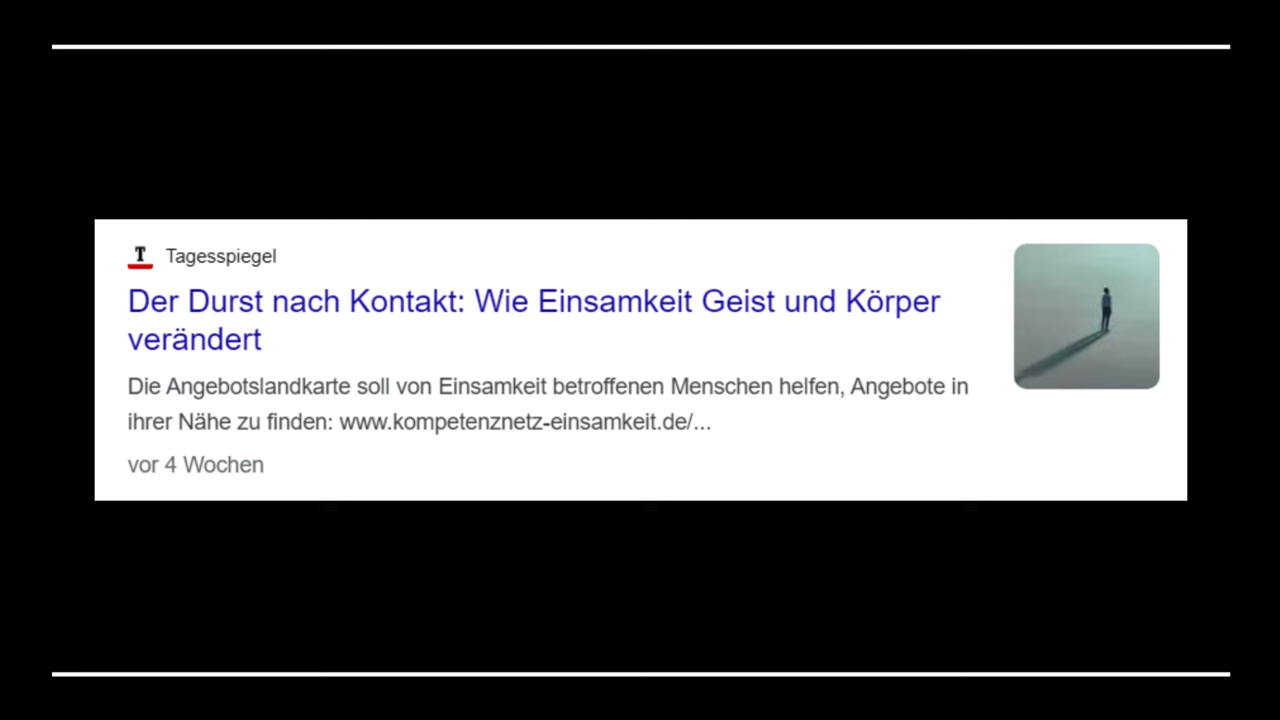 T Tagesspiegel
Der Durst nach Kontakt: Wie Einsamkeit Geist und Körper
verändert
Die Angebotslandkarte soll von Einsamkeit betroffenen Menschen helfen, Angebote in
ihrer Nähe zu finden: www.kompetenznetz-einsamkeit.de/...
vor 4 Wochen